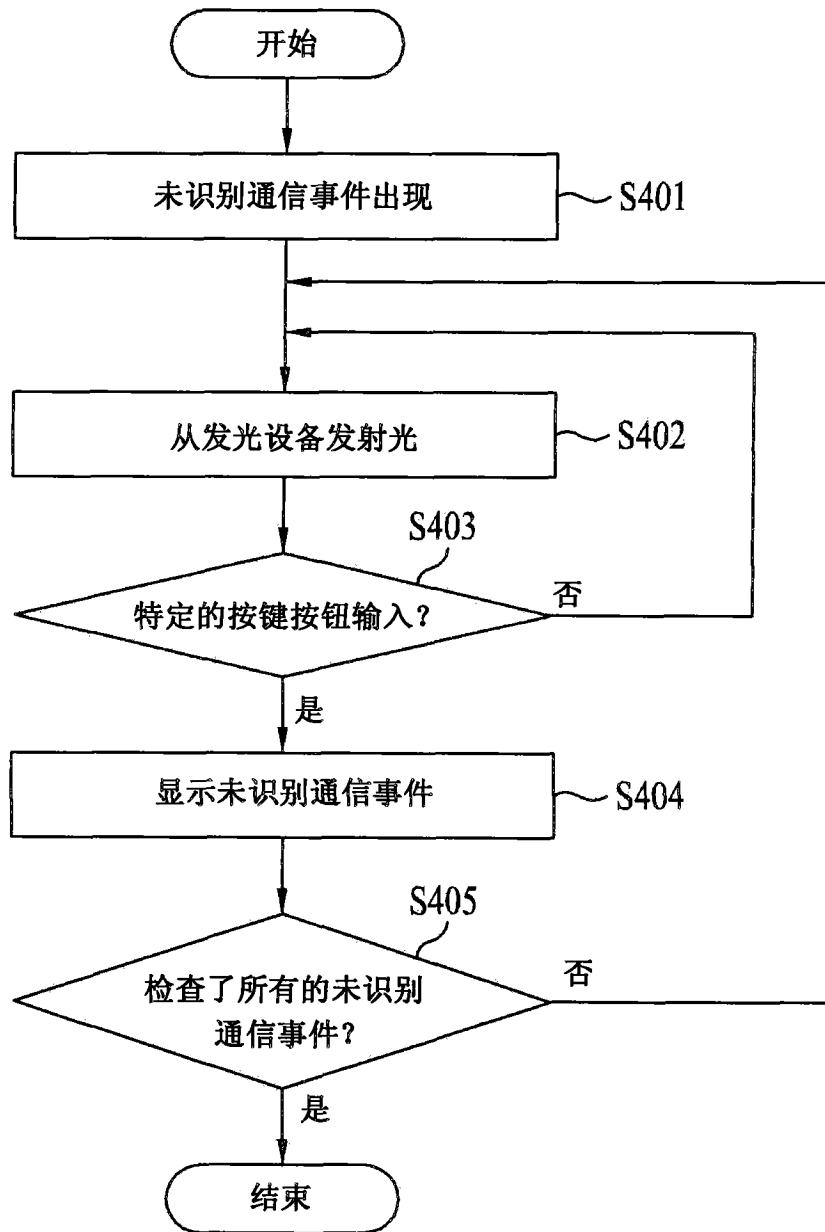 开始
未识别通信事件出现
S401
从发光设备发射光
S402
S403
特定的按键按钮输入?
否
是
显示未识别通信事件
S404
S405
检查了所有的未识别
通信事件?
否
是
结束